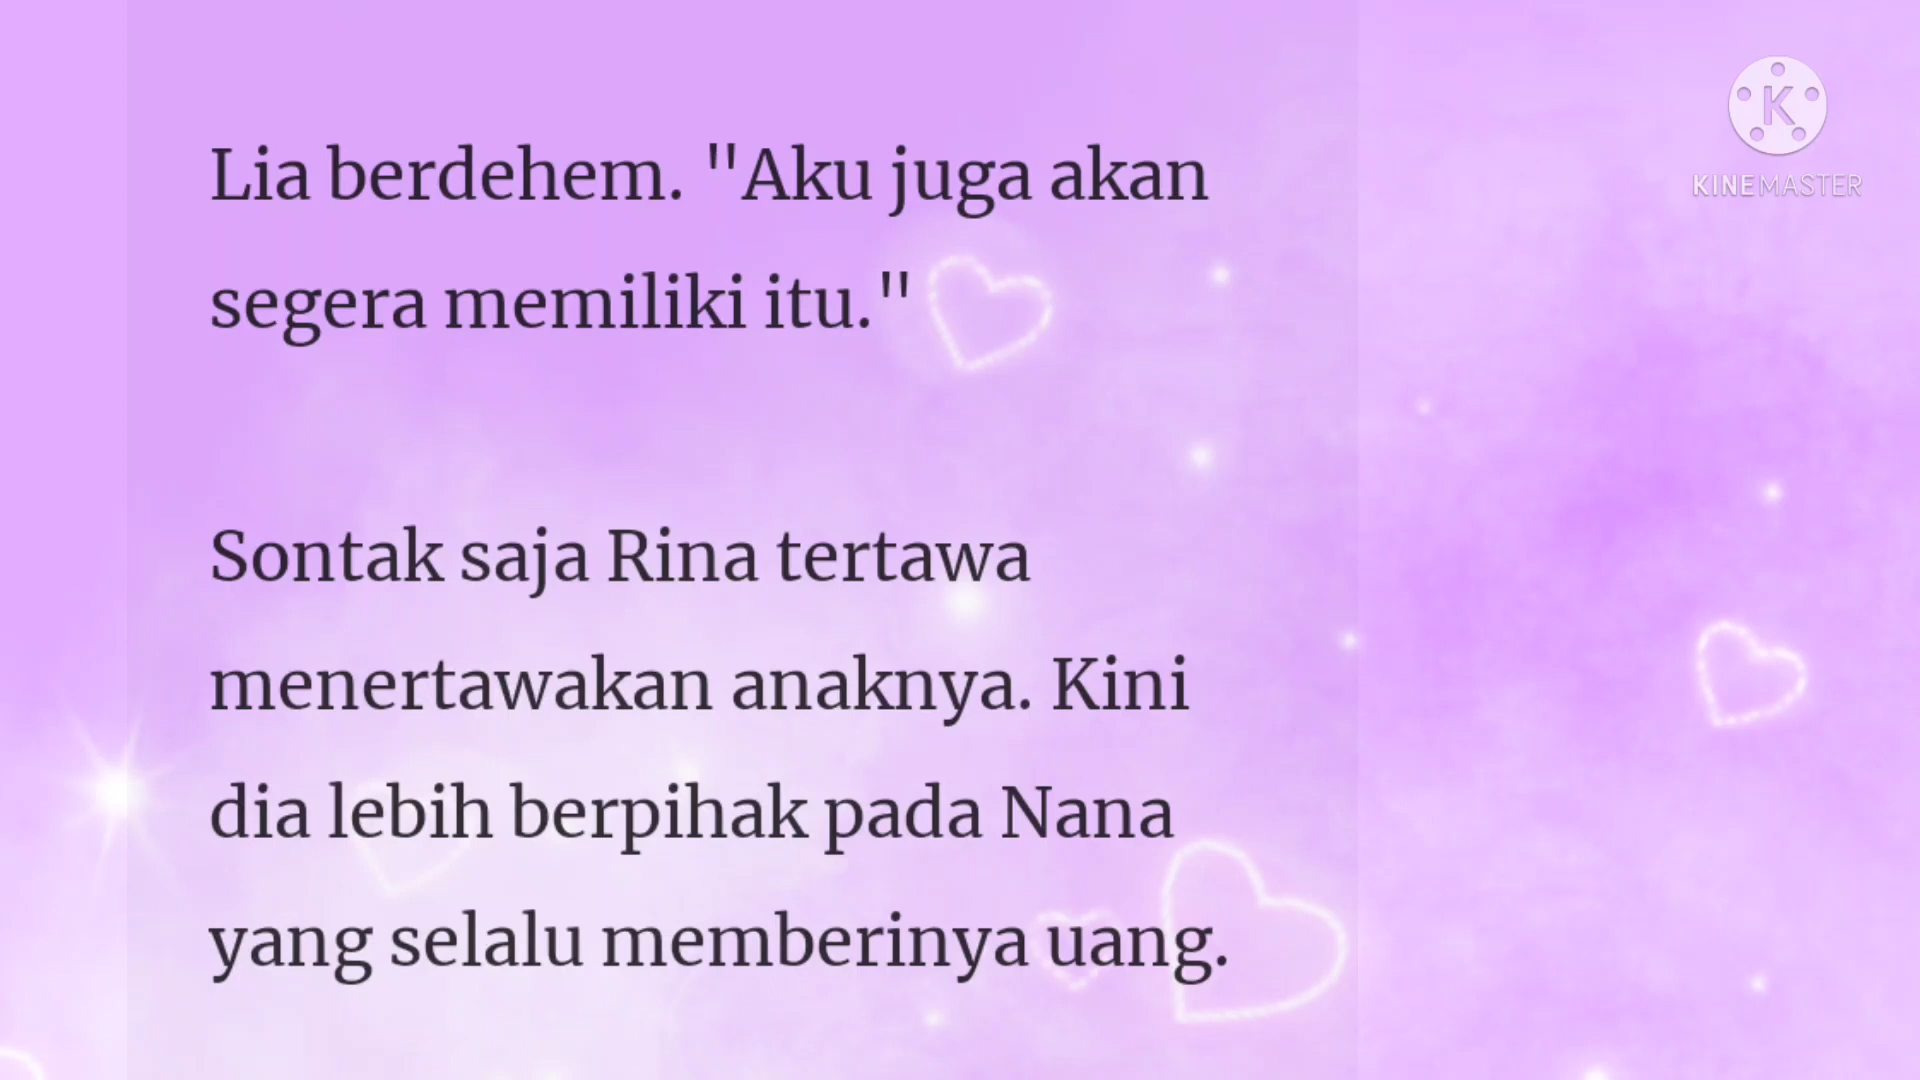 Lia berdehem. "Aku juga akan
segera memiliki itu."
Sontak saja Rina tertawa
menertawakan anaknya. Kini
dia lebih berpihak pada Nana
yang selalu memberinya uang.
K
KINEMASTER